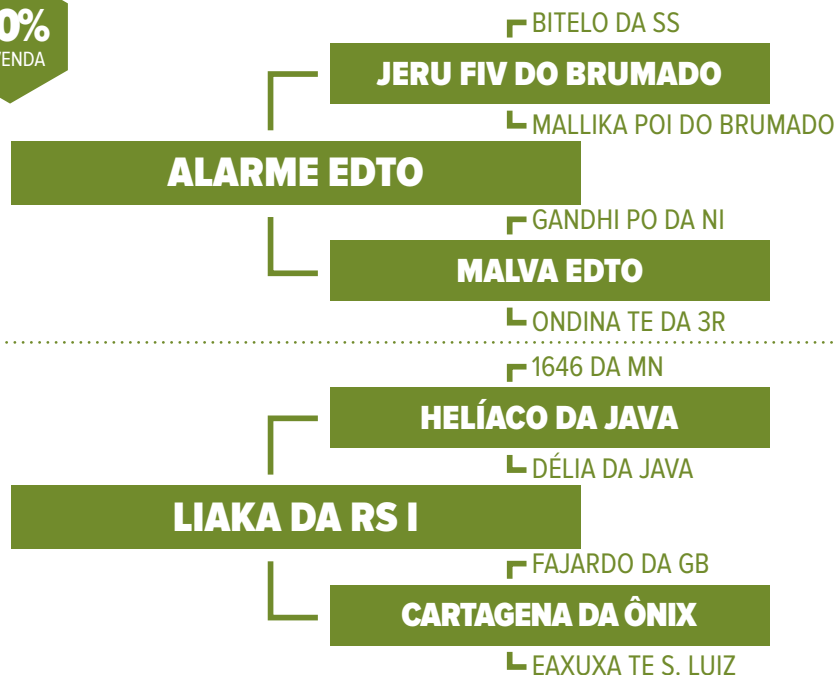 0%
VENDA
BITELO DA SS
JERU FIV DO BRUMADO
MALLIKA POI DO BRUMADO
ALARME EDTO
GANDHI PO DA NI
MALVA EDTO
ONDINA TE DA 3R
1646 DA MN
HELÍACO DA JAVA
DÉLIA DA JAVA
LIAKA DA RS I
FAJARDO DA GB
CARTAGENA DA ÔNIX
EAXUXA TE S. LUIZ